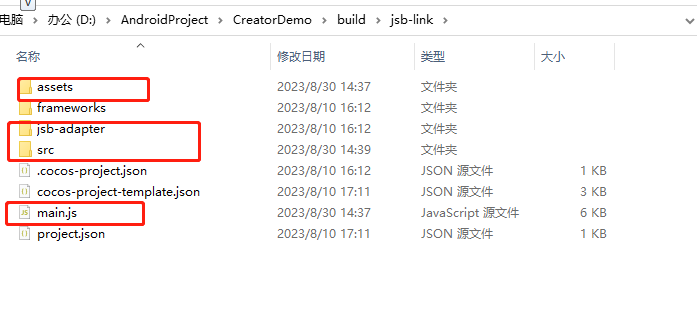 V
电脑 > 办公 (D:) > AndroidProject > CreatorDemo > build > jsb-link >
名称 修改日期 类型 大小
assets 2023/8/30 14:37 文件夹
frameworks 2023/8/10 16:12 文件夹
jsb-adapter 2023/8/10 16:12 文件夹
src 2023/8/30 14:39 文件夹
.cocos-project.json 2023/8/10 16:12 JSON 源文件 1 KB
cocos-project-template.json 2023/8/10 17:11 JSON 源文件 3 KB
main.js 2023/8/30 14:37 JavaScript 源文件 6 KB
project.json 2023/8/10 17:11 JSON 源文件 1 KB